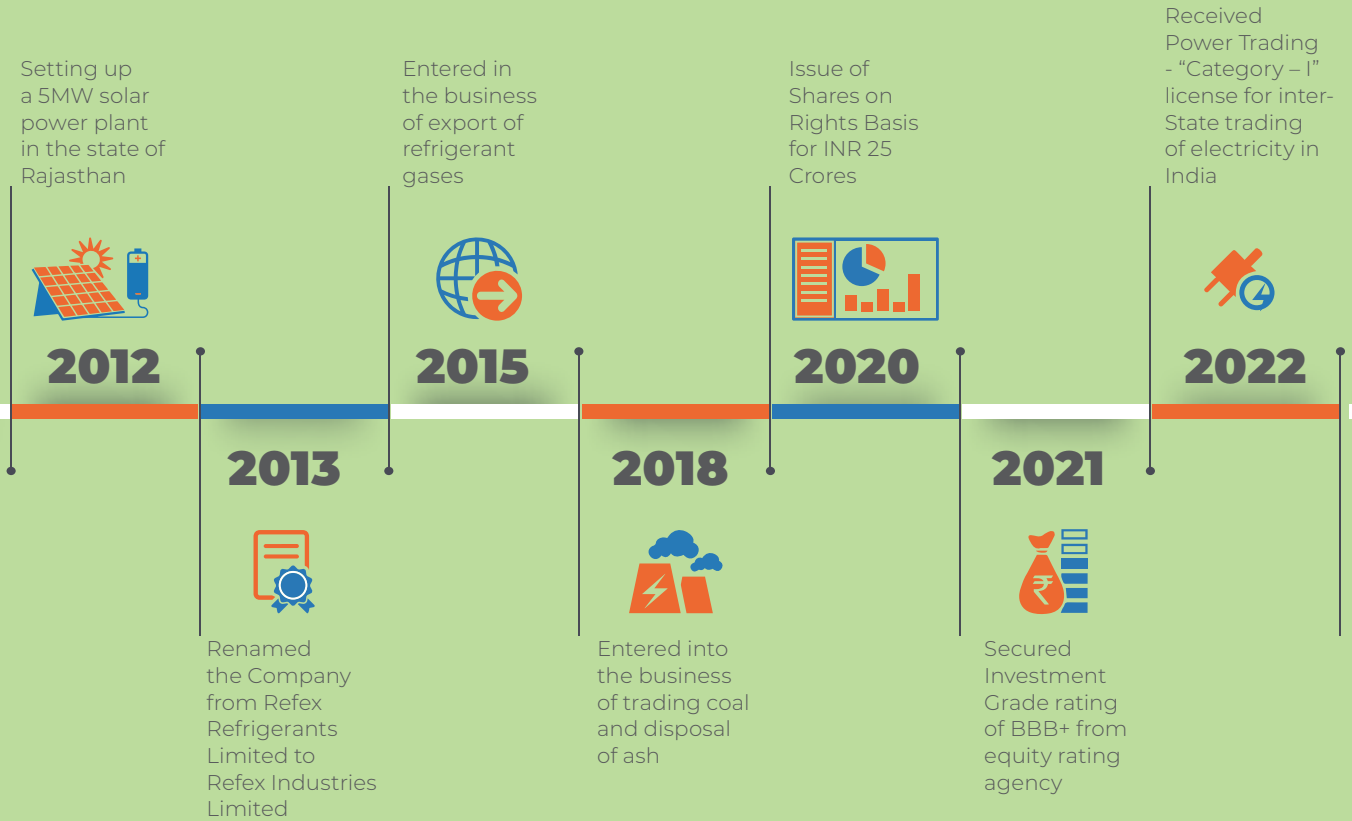 Setting up
a 5MW solar
power plant
in the state of
Rajasthan
2012
2013
Renamed
the Company
from Refex
Refrigerants
Limited to
Refex Industries
Limited
Entered in
the business
of export of
refrigerant
gases
2015
2018
Entered into
the business
of trading coal
and disposal
of ash
Issue of
Shares on
Rights Basis
for INR 25
Crores
2020
2021
₹
Secured
Investment
Grade rating
of BBB+ from
equity rating
agency
Received
Power Trading
- “Category – I”
license for inter-
State trading
of electricity in
India
2022